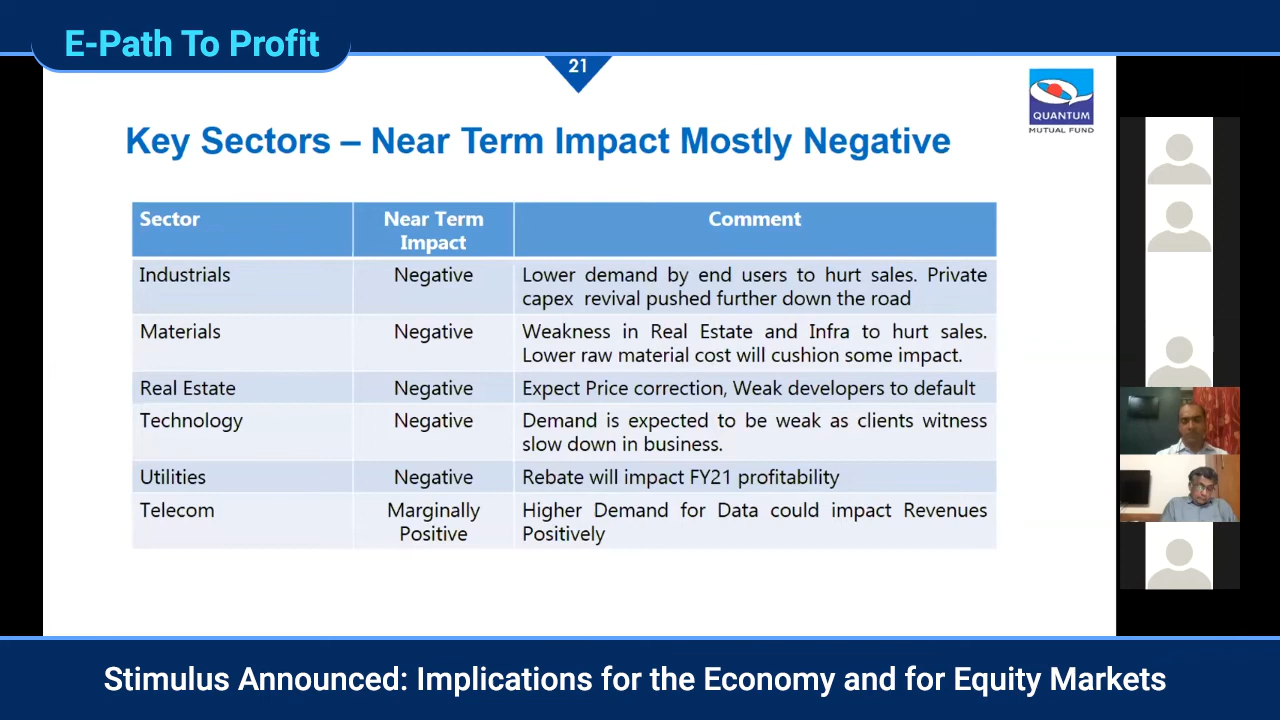 E-Path To Profit
21
QUANTUM
MUTUAL FUND
Key Sectors – Near Term Impact Mostly Negative
Sector
Near Term
Impact
Comment
Industrials
Negative
Lower demand by end users to hurt sales. Private
capex revival pushed further down the road
Materials
Negative
Weakness in Real Estate and Infra to hurt sales.
Lower raw material cost will cushion some impact.
Real Estate
Negative
Expect Price correction, Weak developers to default
Technology
Negative
Demand is expected to be weak as clients witness
slow down in business.
Utilities
Negative
Rebate will impact FY21 profitability
Telecom
Marginally
Positive
Higher Demand for Data could impact Revenues
Positively
Stimulus Announced: Implications for the Economy and for Equity Markets